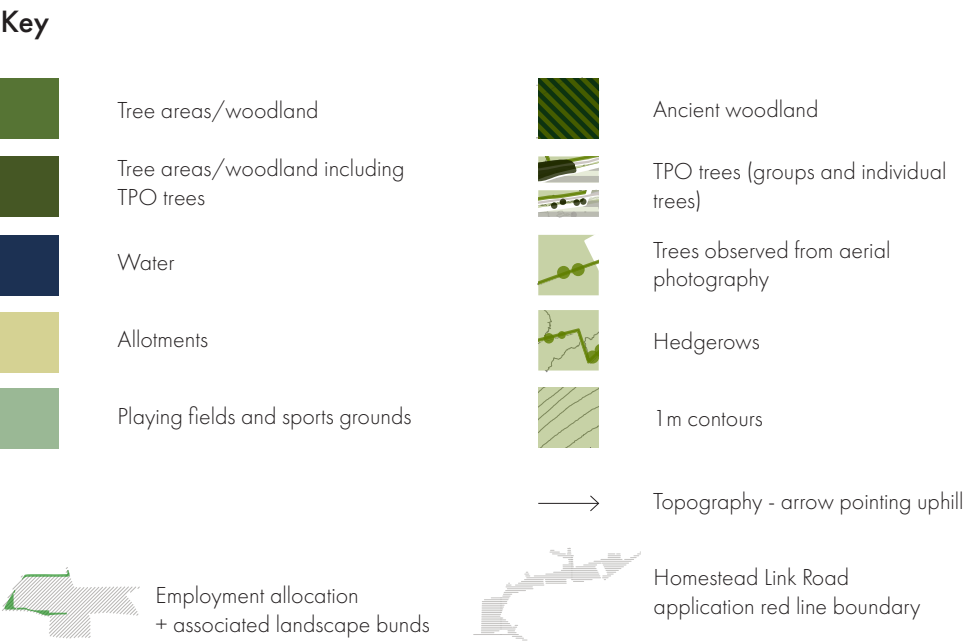 Key
Tree areas/woodland
Tree areas/woodland including
TPO trees
Water
Allotments
Playing fields and sports grounds
Employment allocation
+ associated landscape bunds
Ancient woodland
TPO trees (groups and individual
trees)
Trees observed from aerial
photography
Hedgerows
1m contours
Topography - arrow pointing uphill
Homestead Link Road
application red line boundary